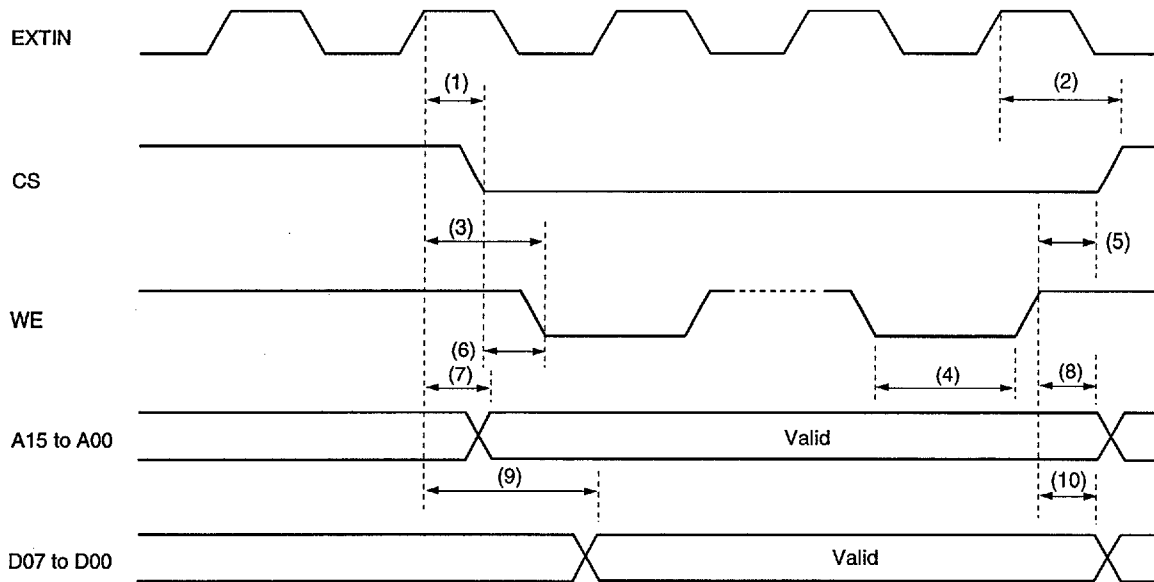 EXTIN
(1)
(2)
CS
(3)
(5)
WE
(6)
(7)
(4)
(8)
A15 to A00
Valid
(9)
(10)
D07 to D00
Valid